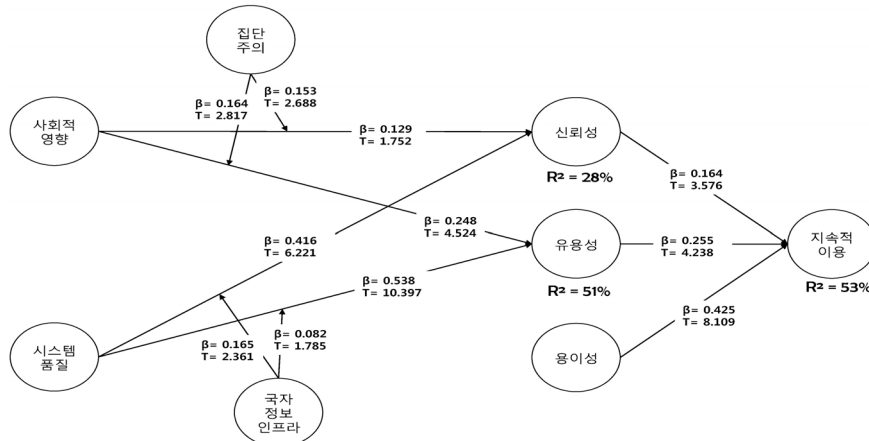 집단
주의
β= 0.153
T= 2.688
β= 0.164
T= 2.817
사회적
영향
β= 0.129
T= 1.752
신뢰성
R² = 28%
β= 0.164
T= 3.576
β= 0.248
T= 4.524
β= 0.416
T= 6.221
유용성
R² = 51%
β= 0.255
T= 4.238
지속적
이용
R² = 53%
β= 0.538
T= 10.397
β= 0.425
T= 8.109
시스템
품질
β= 0.165
T= 2.361
β= 0.082
T= 1.785
용이성
국자
정보
인프라